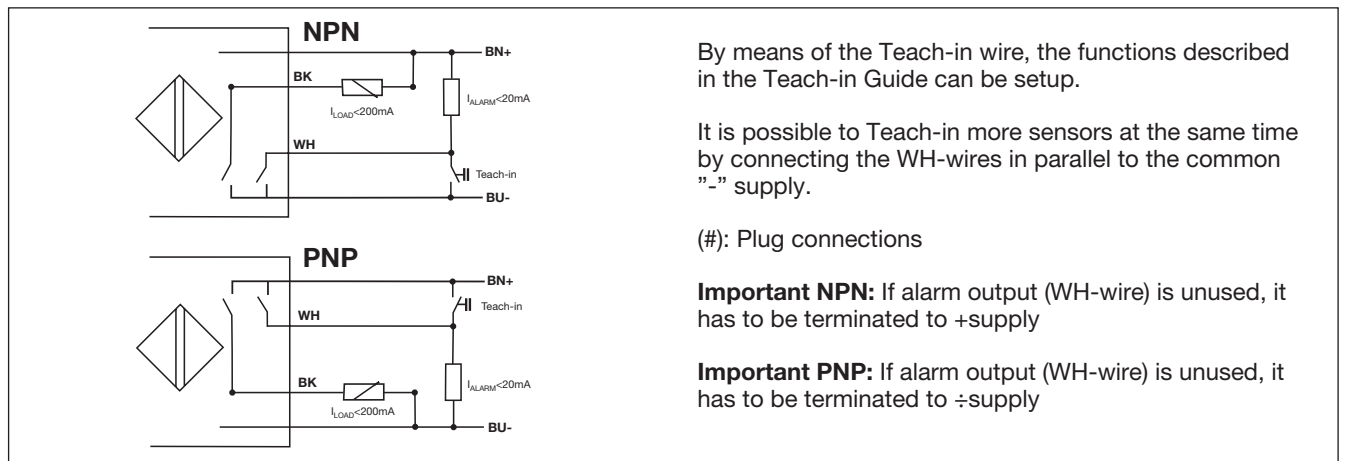 NPN
BN+
BK
I_LOAD<200mA
I_ALARM<20mA
WH
Teach-in
BU-
PNP
BN+
Teach-in
WH
BK
I_LOAD<200mA
I_ALARM<20mA
BU-
By means of the Teach-in wire, the functions described
in the Teach-in Guide can be setup.
It is possible to Teach-in more sensors at the same time
by connecting the WH-wires in parallel to the common
”-” supply.
(#): Plug connections
Important NPN: If alarm output (WH-wire) is unused, it
has to be terminated to +supply
Important PNP: If alarm output (WH-wire) is unused, it
has to be terminated to ÷supply